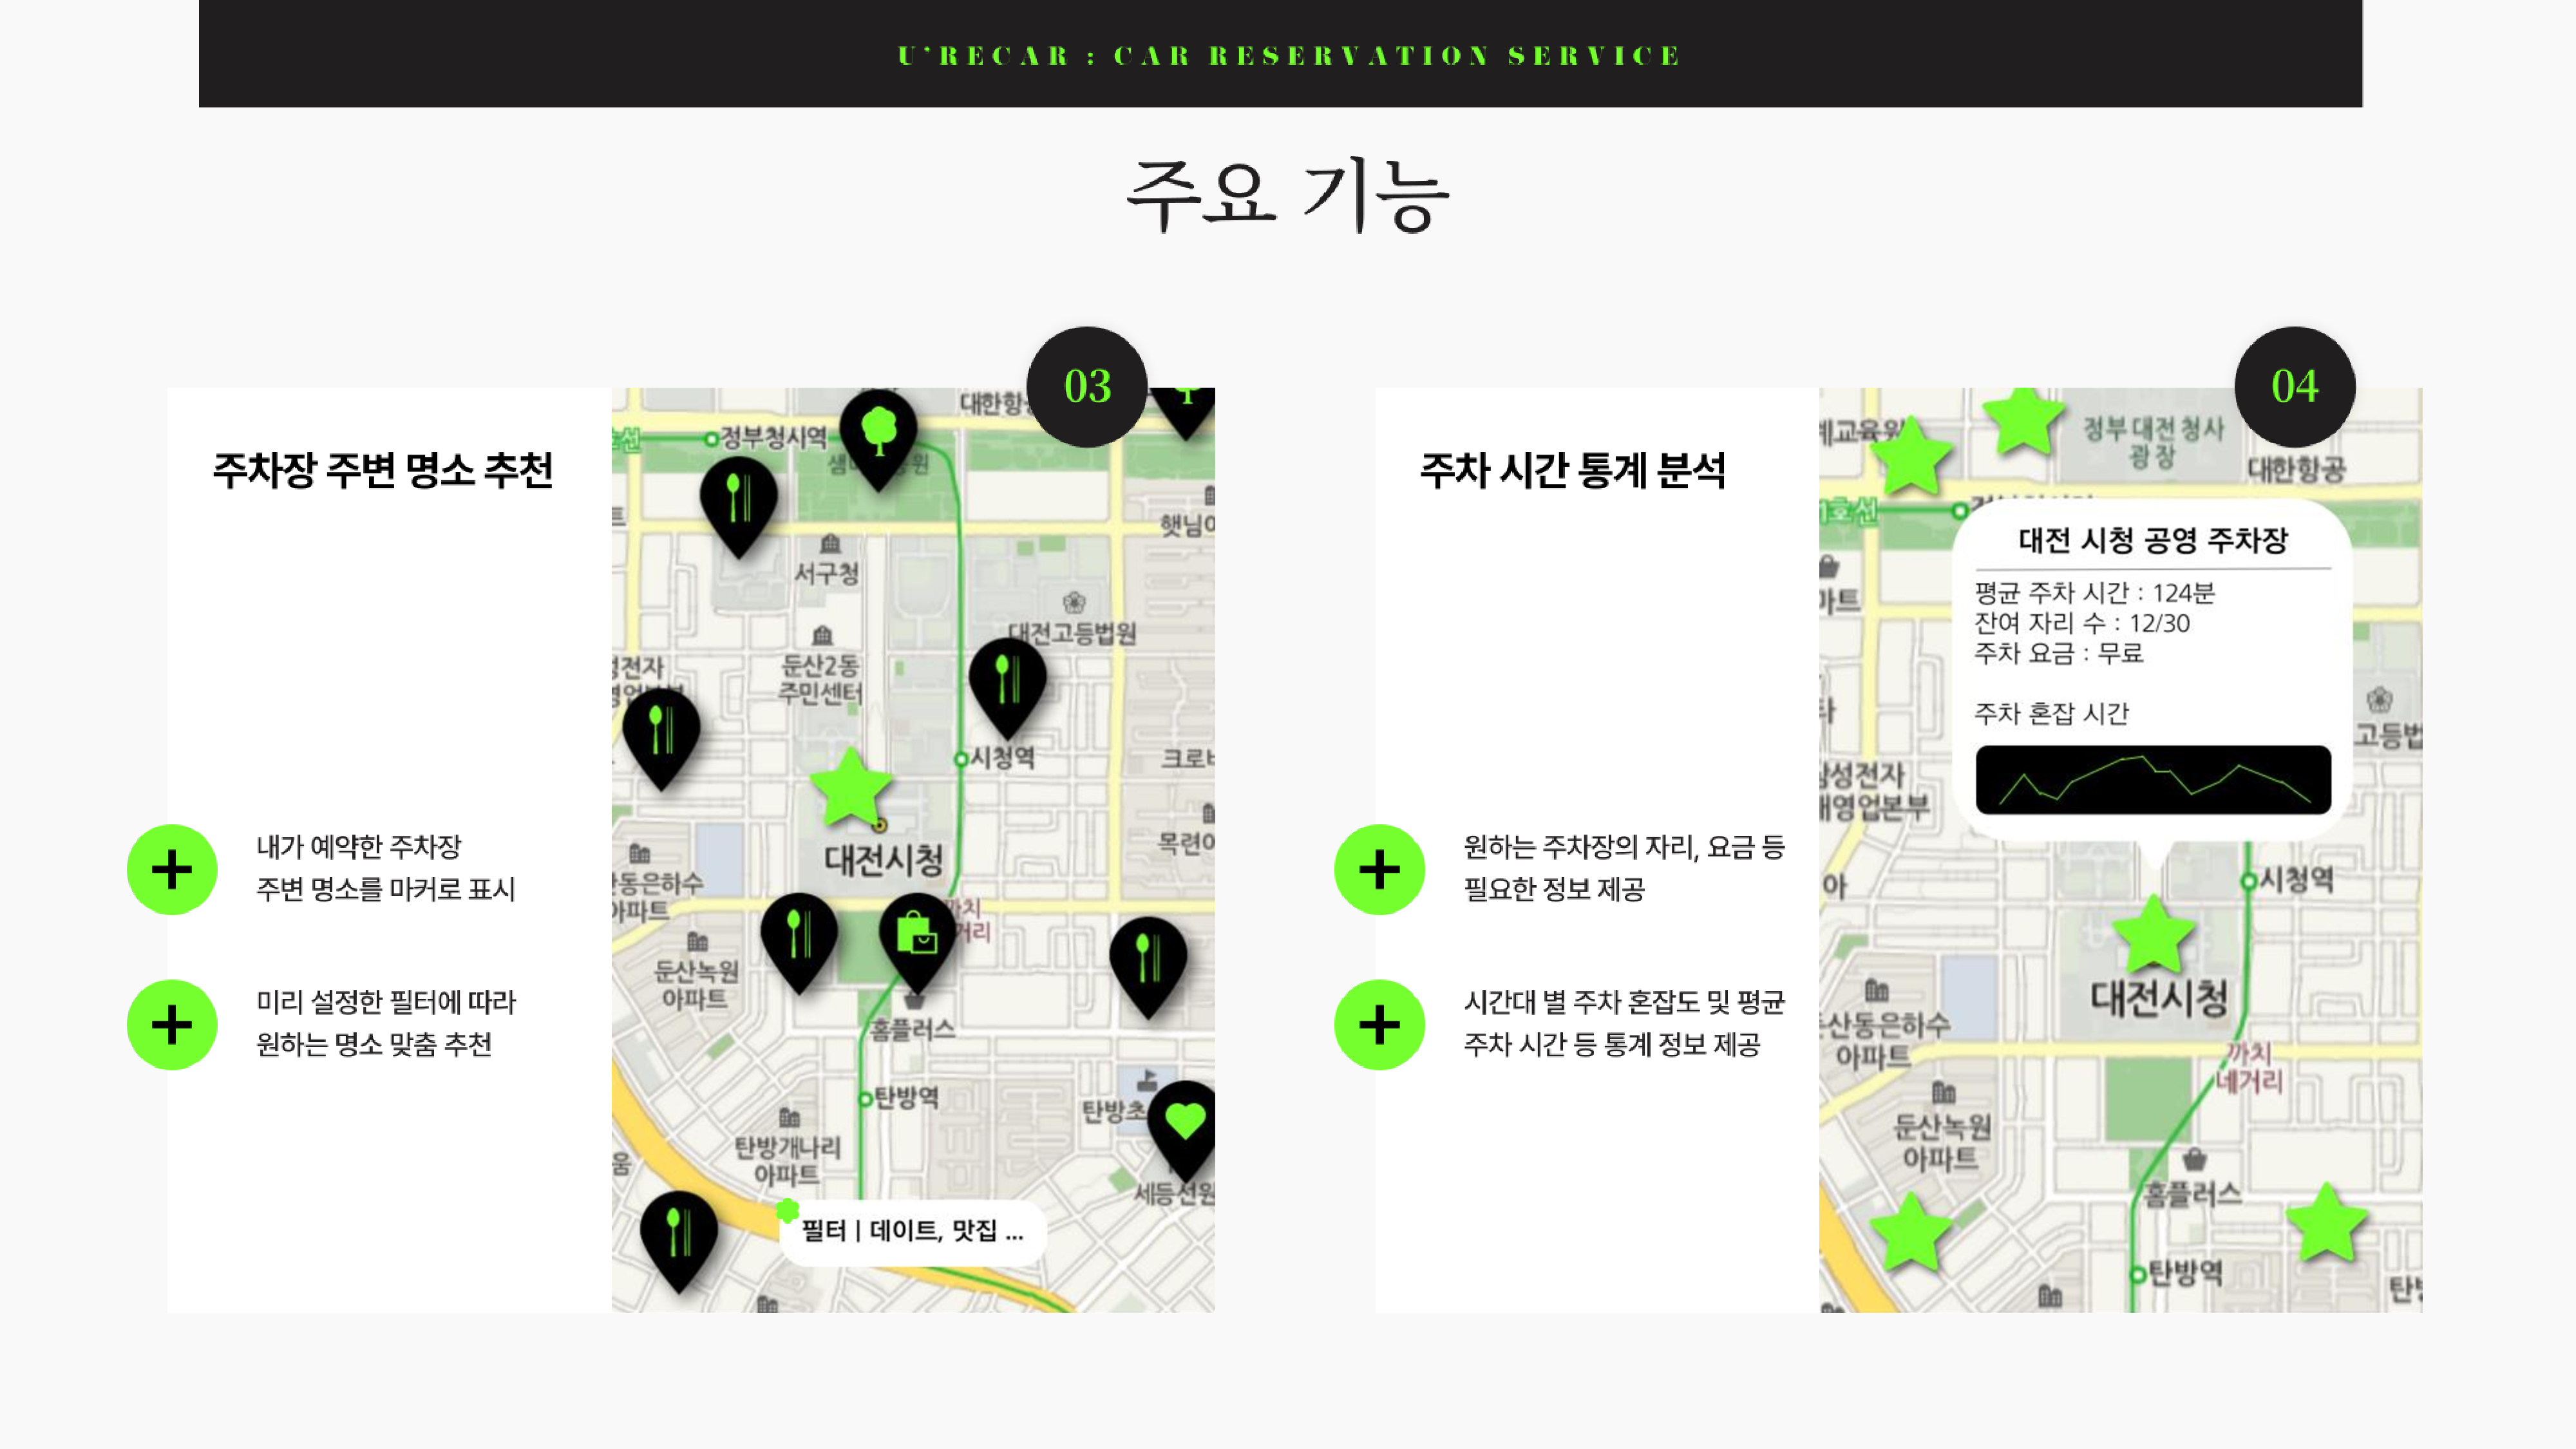 U'RECAR : CAR RESERVATION SERVICE
주요 기능
03
주차장 주변 명소 추천
내가 예약한 주차장
주변 명소를 마커로 표시
미리 설정한 필터에 따라
원하는 명소 맞춤 추천
대한항
정부청사역
서구청
대전고등법원
둔산2동
주민센터
시청역
대전시청
둔산녹원
아파트
홈플러스
탄방역
탄방초
탄방개나리
아파트
필터 | 데이트, 맛집 ...
04
주차 시간 통계 분석
원하는 주차장의 자리, 요금 등
필요한 정보 제공
시간대 별 주차 혼잡도 및 평균
주차 시간 등 통계 정보 제공
정부 대전 청사
광장
대한항공
1호선
대전 시청 공영 주차장
평균 주차 시간 : 124분
잔여 자리 수 : 12/30
주차 요금 : 무료
주차 혼잡 시간
고등법
시청역
대전시청
까치
네거리
아파트
둔산녹원
아파트
홈플러스
탄방역